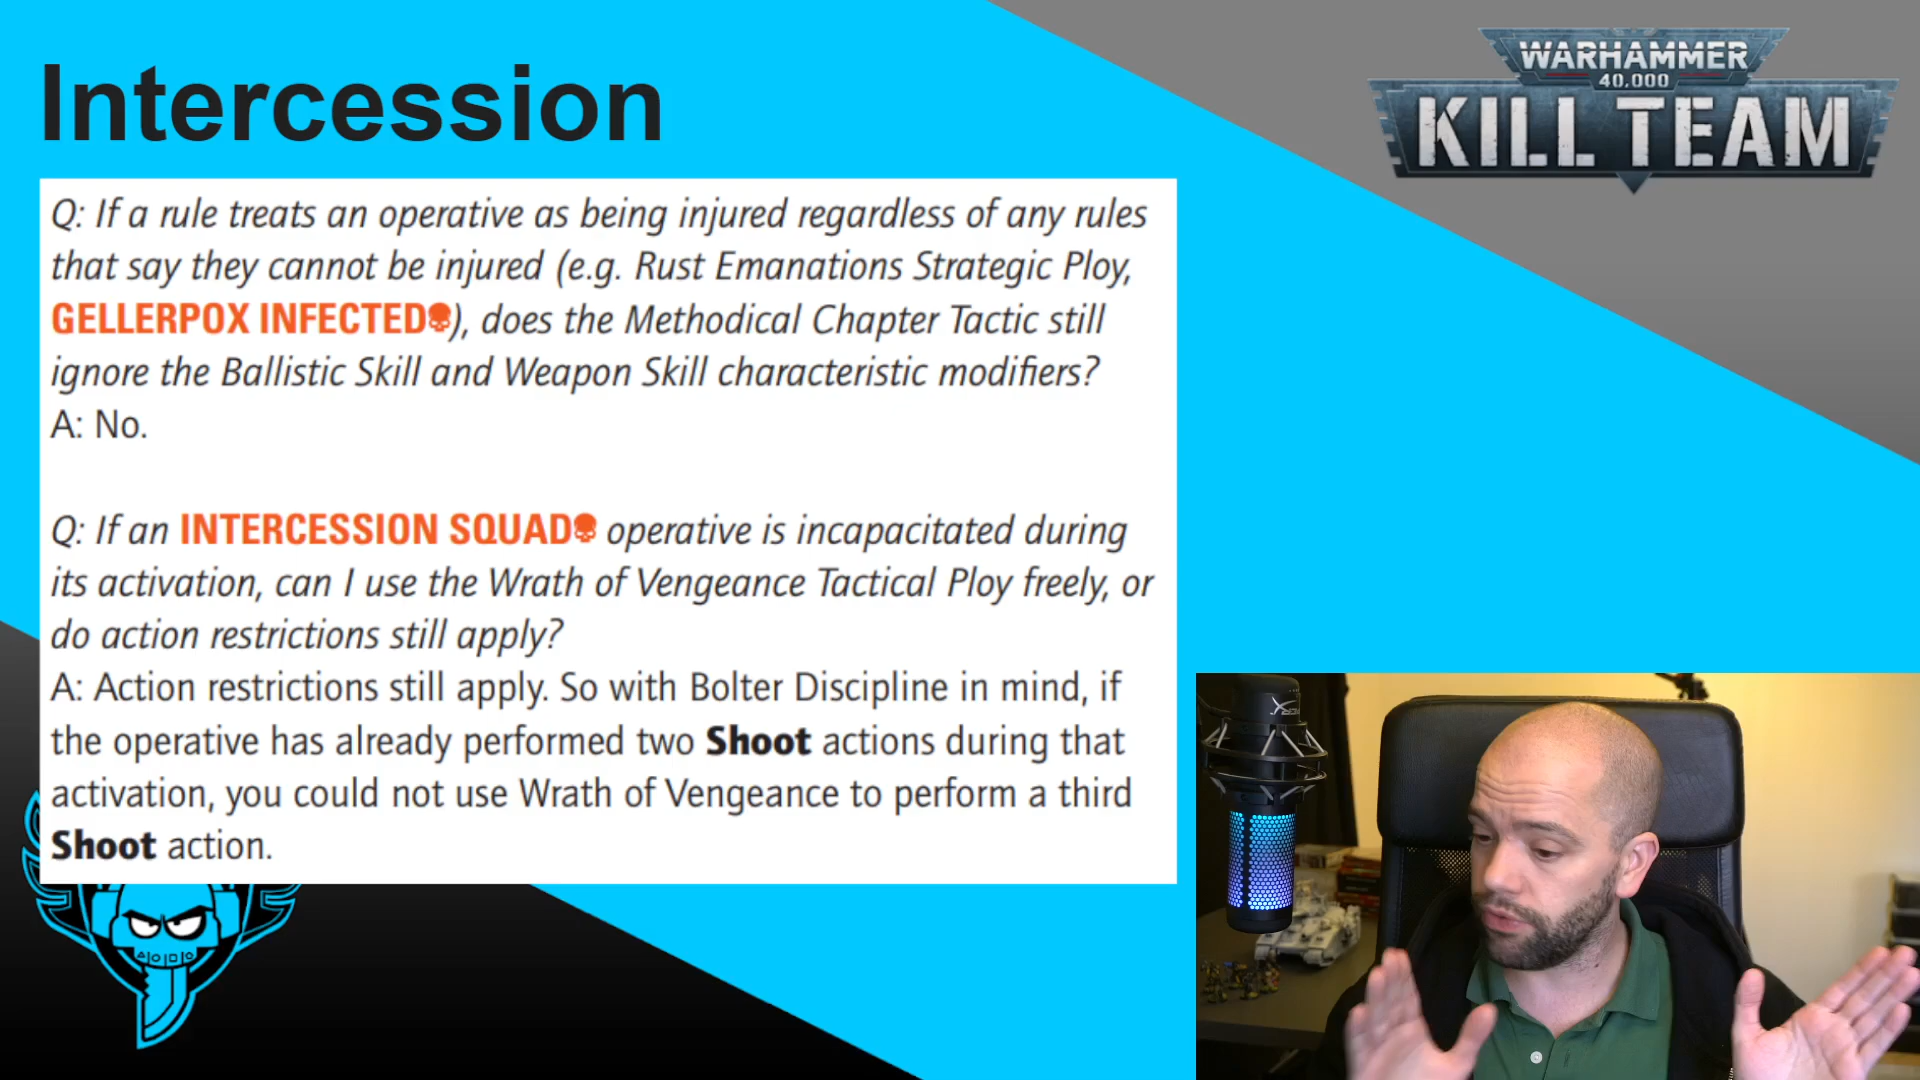 Intercession
WARHAMMER
40,000
KILL TEAM
Q: If a rule treats an operative as being injured regardless of any rules
that say they cannot be injured (e.g. Rust Emanations Strategic Ploy,
GELLERPOX INFECTED), does the Methodical Chapter Tactic still
ignore the Ballistic Skill and Weapon Skill characteristic modifiers?
A: No.
Q: If an INTERCESSION SQUAD operative is incapacitated during
its activation, can I use the Wrath of Vengeance Tactical Ploy freely, or
do action restrictions still apply?
A: Action restrictions still apply. So with Bolter Discipline in mind, if
the operative has already performed two Shoot actions during that
activation, you could not use Wrath of Vengeance to perform a third
Shoot action.